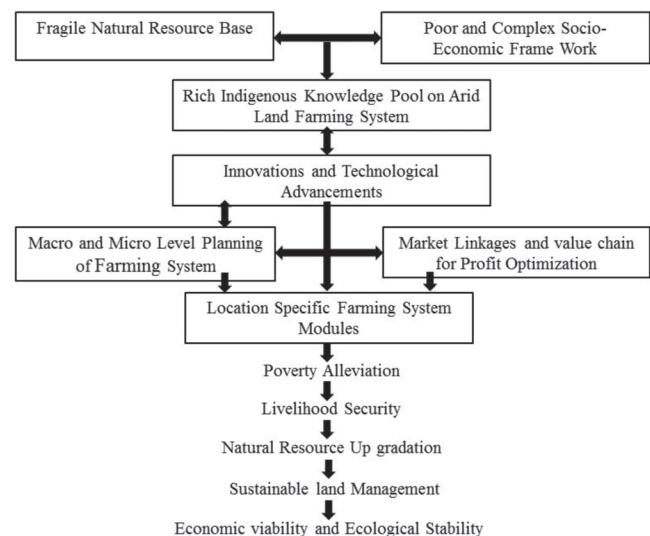 Fragile Natural Resource Base
Poor and Complex Socio-
Economic Frame Work
Rich Indigenous Knowledge Pool on Arid
Land Farming System
Innovations and Technological
Advancements
Macro and Micro Level Planning
of Farming System
Market Linkages and value chain
for Profit Optimization
Location Specific Farming System
Modules
Poverty Alleviation
Livelihood Security
Natural Resource Up gradation
Sustainable land Management
Economic viability and Ecological Stability